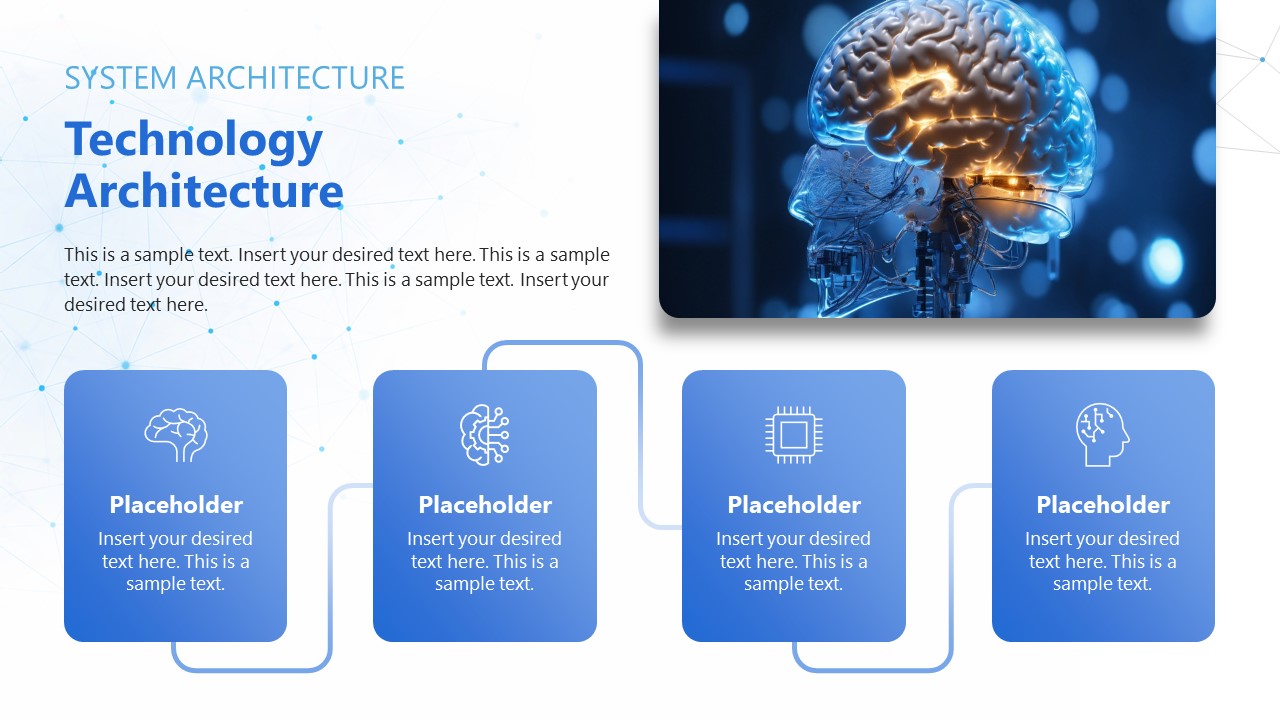 SYSTEM ARCHITECTURE
Technology
Architecture
This is a sample text. Insert your desired text here. This is a sample
text. Insert your desired text here. This is a sample text. Insert your
desired text here.
Placeholder
Insert your desired
text here. This is a
sample text.
Placeholder
Insert your desired
text here. This is a
sample text.
Placeholder
Insert your desired
text here. This is a
sample text.
Placeholder
Insert your desired
text here. This is a
sample text.